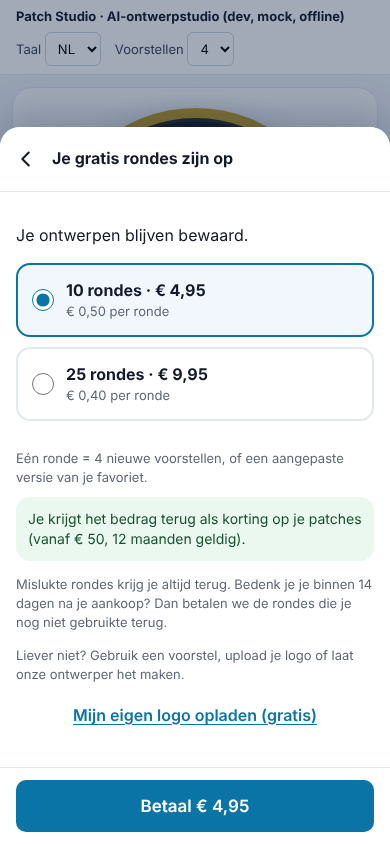 Patch Studio · AI-ontwerpstudio (dev, mock, offline)
Taal NL Voorstellen 4
Je gratis rondes zijn op
Je ontwerpen blijven bewaard.
10 rondes · € 4,95
€ 0,50 per ronde
25 rondes · € 9,95
€ 0,40 per ronde
Eén ronde = 4 nieuwe voorstellen, of een aangepaste
versie van je favoriet.
Je krijgt het bedrag terug als korting op je patches
(vanaf € 50, 12 maanden geldig).
Mislukte rondes krijg je altijd terug. Bedenk je je binnen 14
dagen na je aankoop? Dan betalen we de rondes die je
nog niet gebruikte terug.
Liever niet? Gebruik een voorstel, upload je logo of laat
onze ontwerper het maken.
Mijn eigen logo opladen (gratis)
Betaal € 4,95